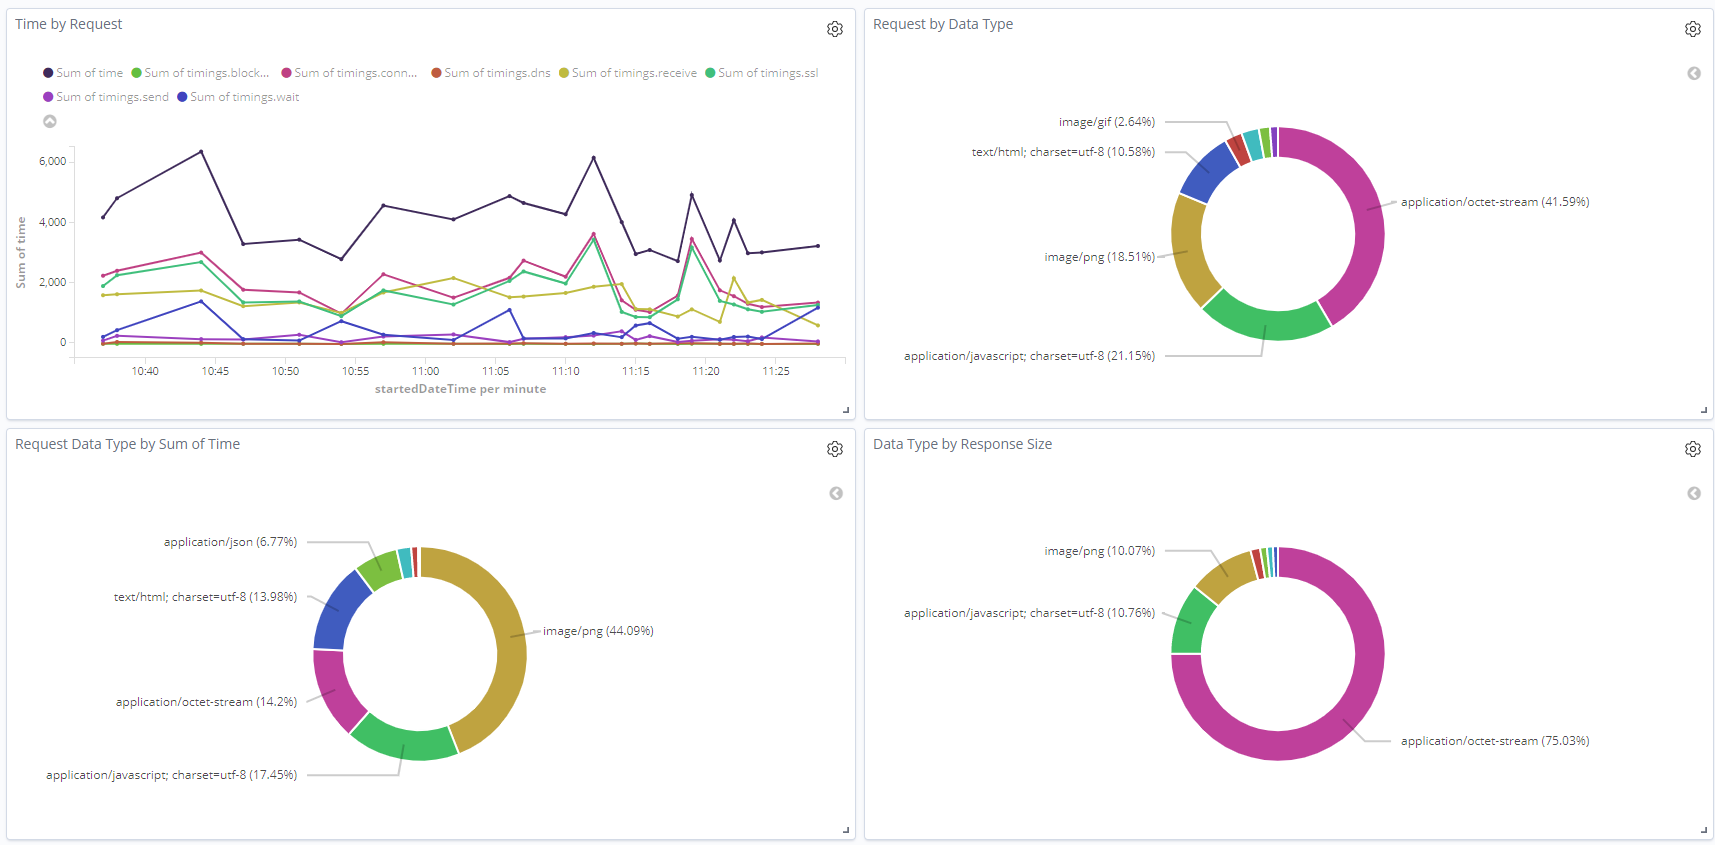 Time by Request
Sum of time Sum of timings.block... Sum of timings.conn... Sum of timings.dns Sum of timings.receive Sum of timings.ssl
Sum of timings.send Sum of timings.wait
Sum of time
6,000
4,000
2,000
0
10:40 10:45 10:50 10:55 11:00 11:05 11:10 11:15 11:20 11:25
startedDateTime per minute
Request by Data Type
image/gif (2.64%)
text/html; charset=utf-8 (10.58%)
application/octet-stream (41.59%)
image/png (18.51%)
application/javascript; charset=utf-8 (21.15%)
Request Data Type by Sum of Time
application/json (6.77%)
text/html; charset=utf-8 (13.98%)
image/png (44.09%)
application/octet-stream (14.2%)
application/javascript; charset=utf-8 (17.45%)
Data Type by Response Size
image/png (10.07%)
application/javascript; charset=utf-8 (10.76%)
application/octet-stream (75.03%)